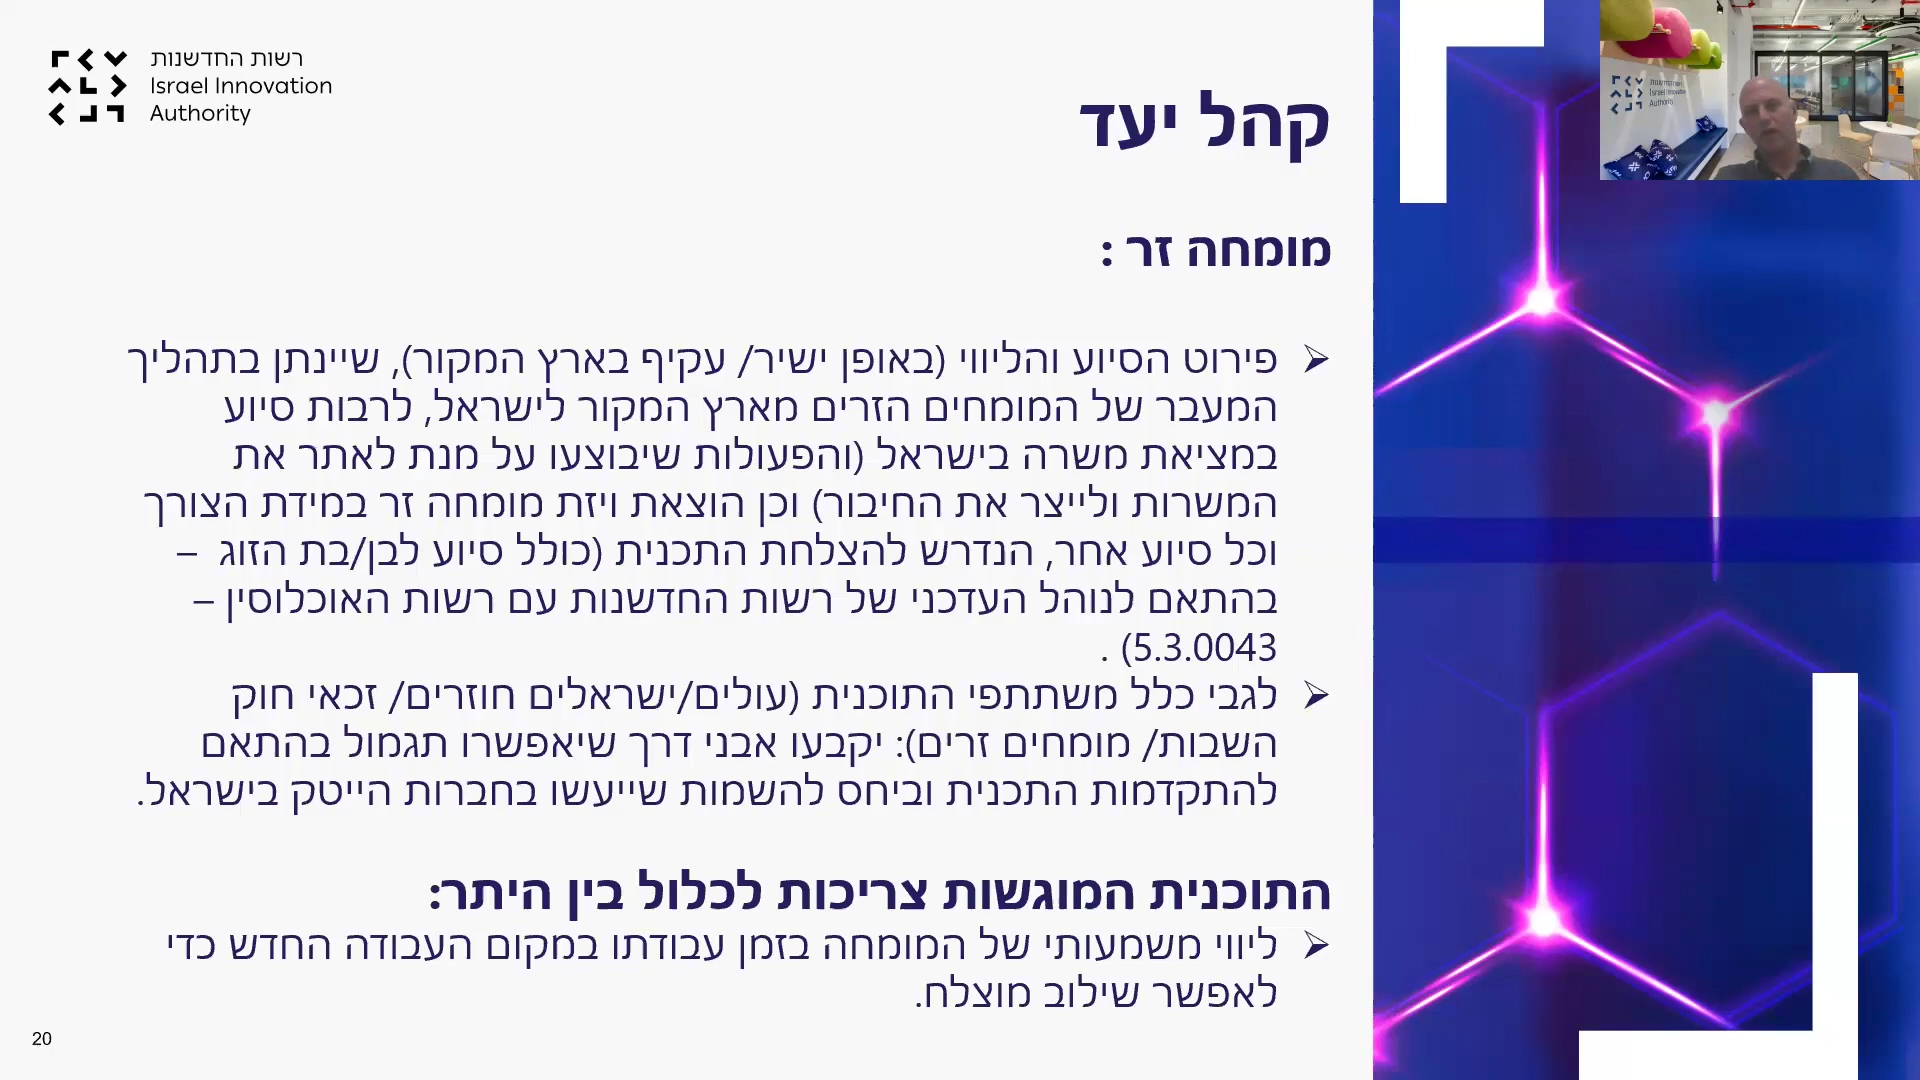 רשות החדשנות
Israel Innovation
Authority
קהל יעד
מומחה זר :
פירוט הסיוע והליווי (באופן ישיר/ עקיף בארץ המקור), שיינתן בתהליך
המעבר של המומחים הזרים מארץ המקור לישראל, לרבות סיוע
במציאת משרה בישראל (והפעולות שיבוצעו על מנת לאתר את
המשרות ולייצר את החיבור) וכן הוצאת ויזת מומחה זר במידת הצורך
וכל סיוע אחר, הנדרש להצלחת התכנית (כולל סיוע לבן/בת הזוג –
בהתאם לנוהל העדכני של רשות החדשנות עם רשות האוכלוסין –
5.3.0043) .
לגבי כלל משתתפי התוכנית (עולים/ישראלים חוזרים/ זכאי חוק
השבות/ מומחים זרים): יקבעו אבני דרך שיאפשרו תגמול בהתאם
להתקדמות התכנית וביחס להשמות שייעשו בחברות הייטק בישראל.
התוכנית המוגשות צריכות לכלול בין היתר:
ליווי משמעותי של המומחה בזמן עבודתו במקום העבודה החדש כדי
לאפשר שילוב מוצלח.
20
רשות החדשנות
Israel Innovation
Authority